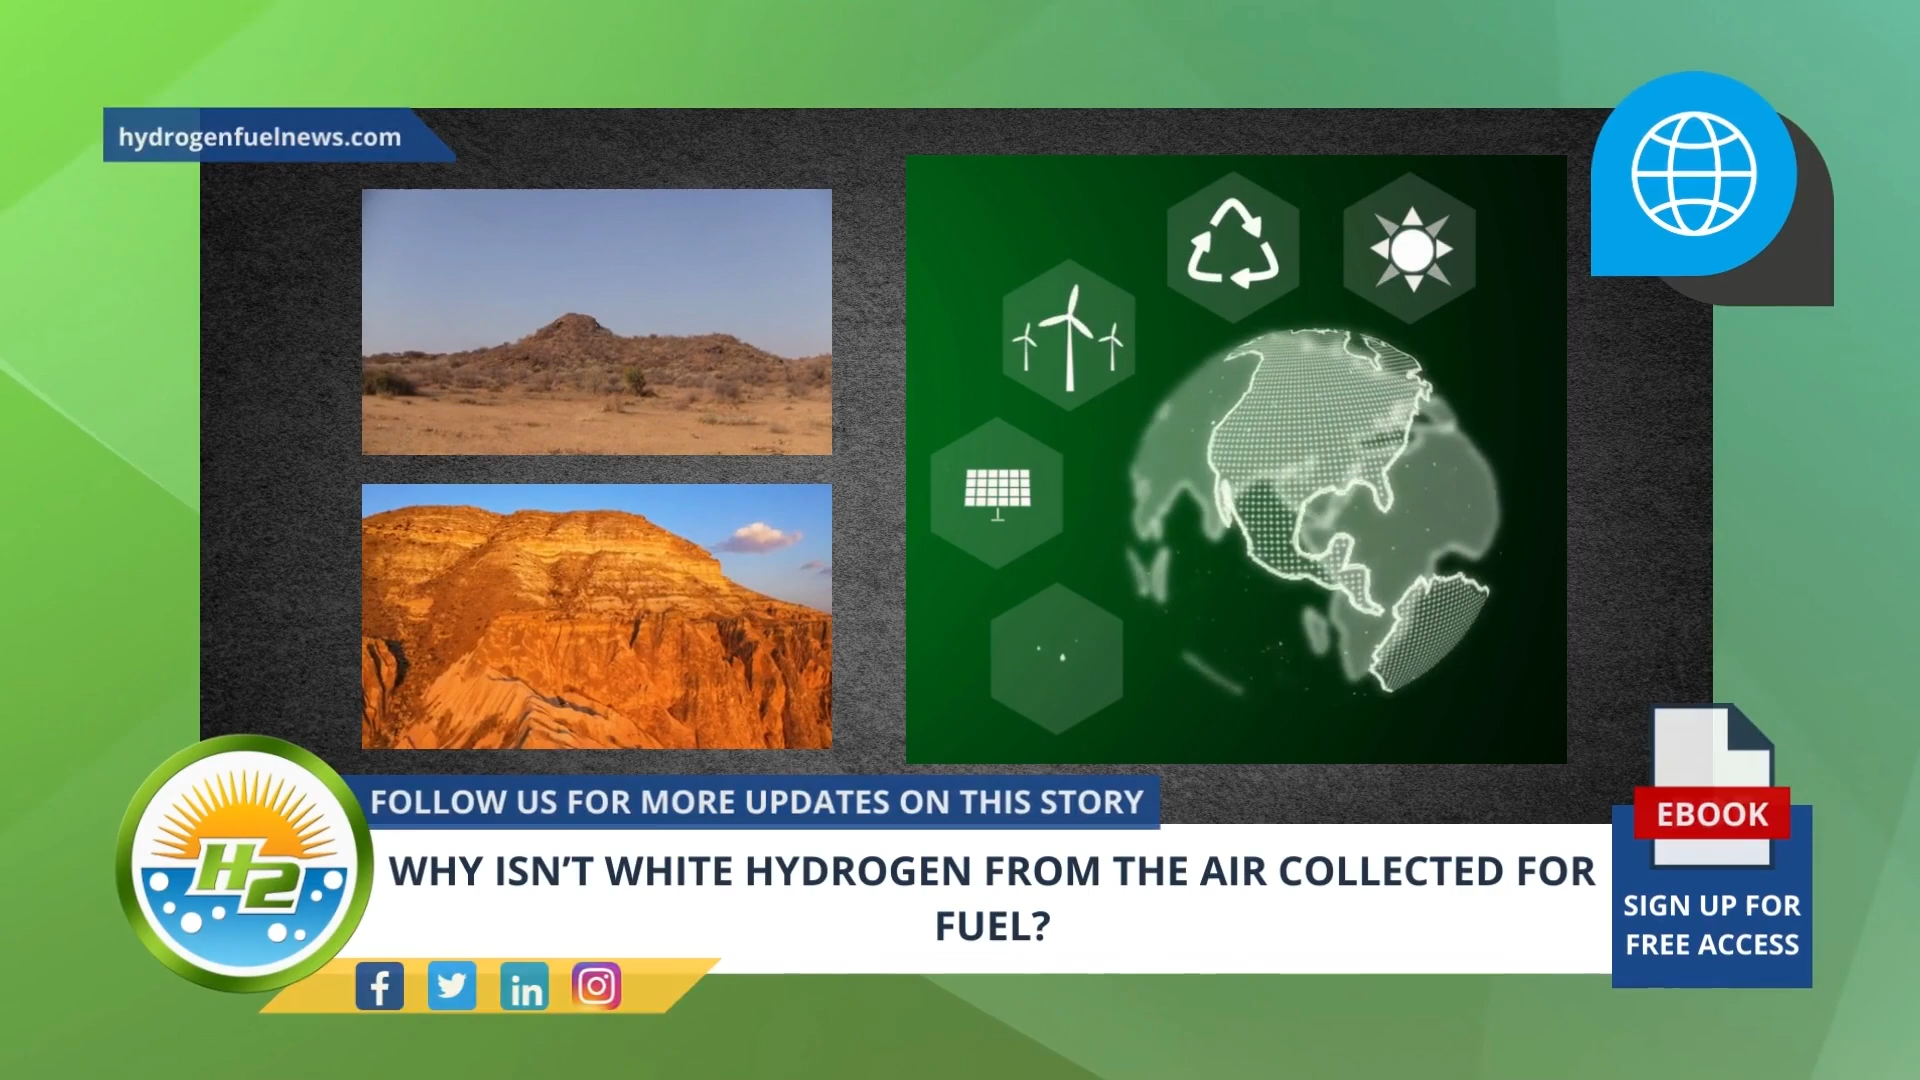 hydrogenfuelnews.com
FOLLOW US FOR MORE UPDATES ON THIS STORY
WHY ISN’T WHITE HYDROGEN FROM THE AIR COLLECTED FOR
FUEL?
H2
EBOOK
SIGN UP FOR
FREE ACCESS
f
in